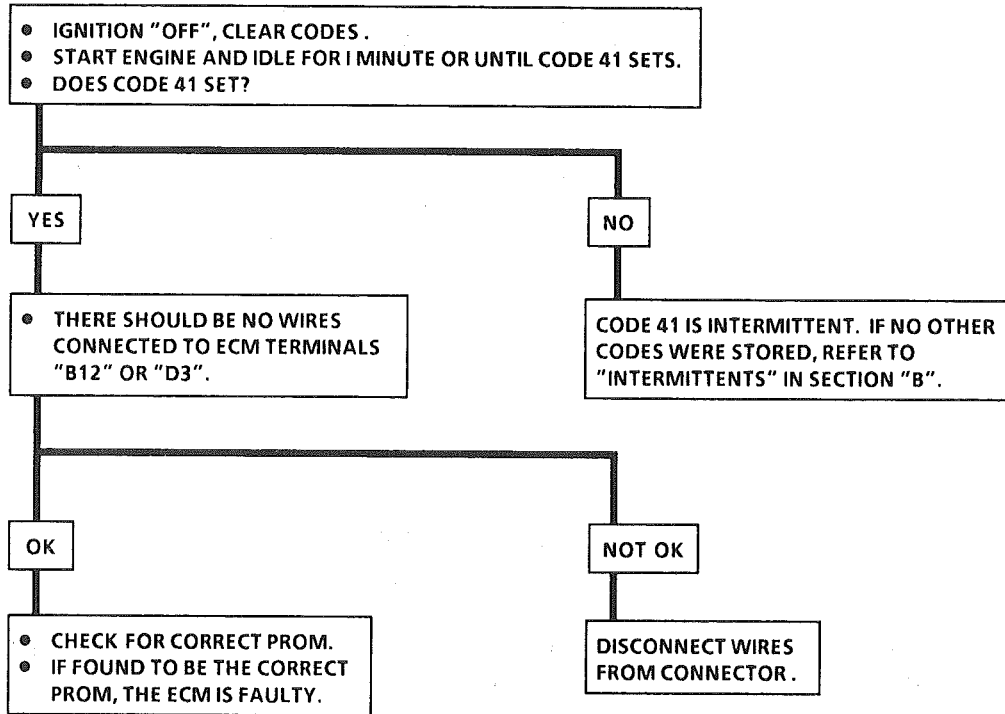 ● IGNITION "OFF", CLEAR CODES .
● START ENGINE AND IDLE FOR I MINUTE OR UNTIL CODE 41 SETS.
● DOES CODE 41 SET?
YES
NO
● THERE SHOULD BE NO WIRES
CONNECTED TO ECM TERMINALS
"B12" OR "D3".
CODE 41 IS INTERMITTENT. IF NO OTHER
CODES WERE STORED, REFER TO
"INTERMITTENTS" IN SECTION "B".
OK
NOT OK
● CHECK FOR CORRECT PROM.
● IF FOUND TO BE THE CORRECT
PROM, THE ECM IS FAULTY.
DISCONNECT WIRES
FROM CONNECTOR .